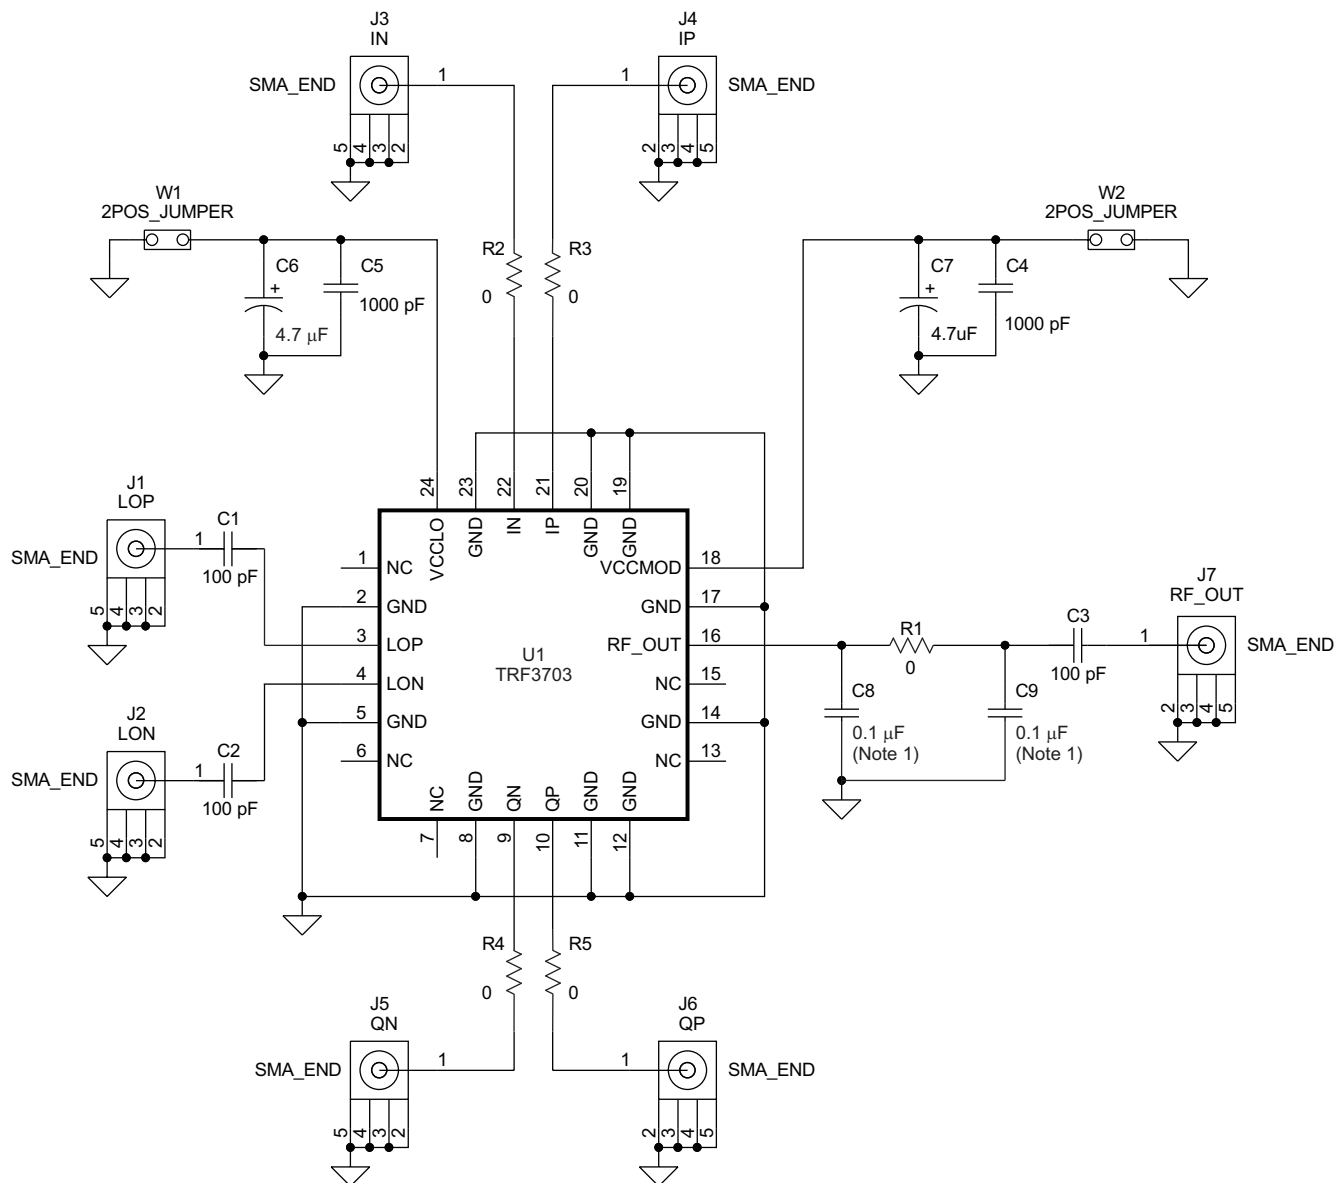 J3
IN
SMA_END
1
5
4
3
2
J4
IP
SMA_END
1
2
3
4
5
W1
2POS_JUMPER
C6
+
4.7 μF
C5
1000 pF
R2
0
R3
0
W2
2POS_JUMPER
C7
+
4.7uF
C4
1000 pF
J1
LOP
SMA_END
1
5
4
3
2
C1
100 pF
J2
LON
SMA_END
1
5
4
3
2
C2
100 pF
24
23
22
21
20
19
VCCLO
GND
IN
IP
GND
GND
1 NC
2 GND
3 LOP
4 LON
5 GND
6 NC
U1
TRF3703
VCCMOD 18
GND 17
RF_OUT 16
NC 15
GND 14
NC 13
NC
GND
QN
QP
GND
GND
7
8
9
10
11
12
R1
0
C8
0.1 μF
(Note 1)
C9
0.1 μF
(Note 1)
C3
100 pF
J7
RF_OUT
SMA_END
1
2
3
4
5
R4
0
R5
0
J5
QN
SMA_END
1
5
4
3
2
J6
QP
SMA_END
1
2
3
4
5